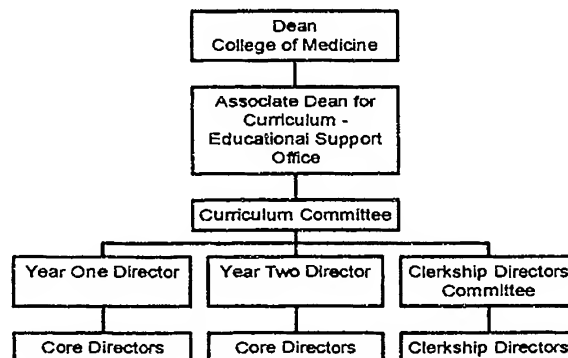 Dean
College of Medicine
Associate Dean for
Curriculum -
Educational Support
Office
Curriculum Committee
Year One Director
Year Two Director
Clerkship Directors
Committee
Core Directors
Core Directors
Clerkship Directors